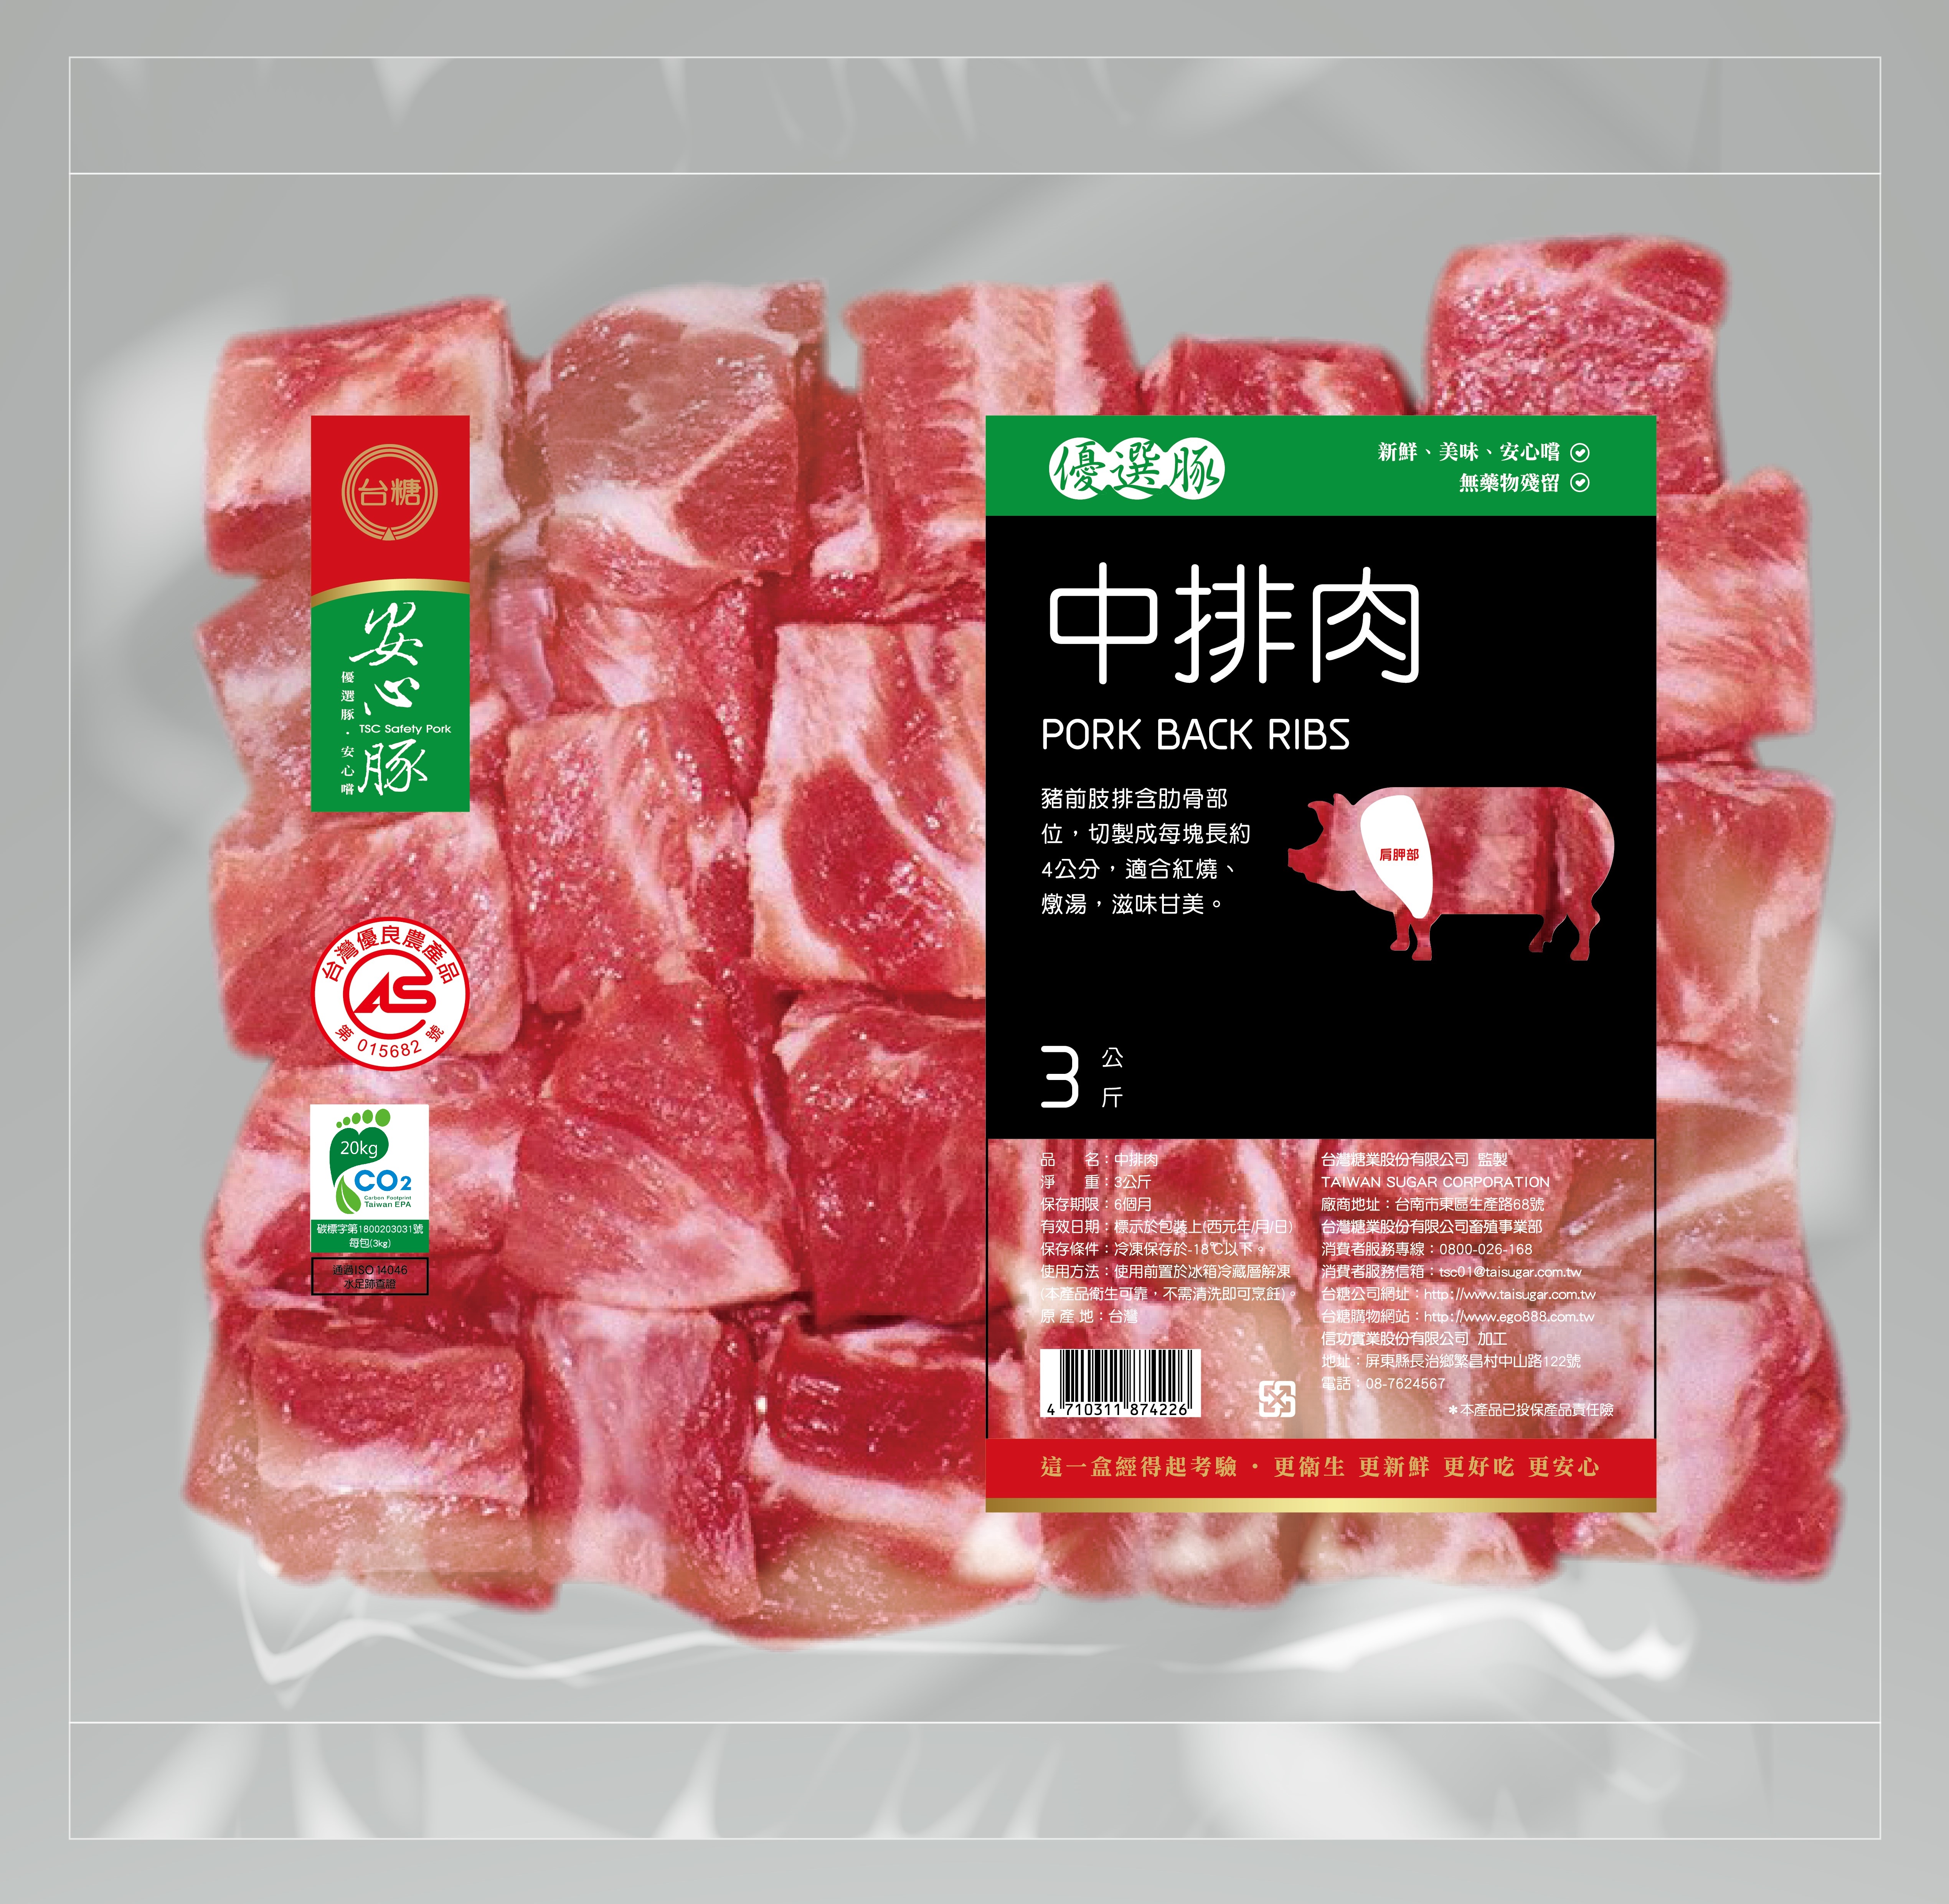 台糖
安心豚
TSC Safety Pork
優選豚・安心嚐
台灣優良農產品
CAS
第 015682 號
20kg
CO2
Carbon Footprint
Taiwan EPA
碳標字第1800203031號
每包(3kg)
通過ISO 14046
水足跡查證
優選豚
新鮮、美味、安心嚐
無藥物殘留
中排肉
PORK BACK RIBS
豬前肢排含肋骨部
位，切製成每塊長約
4公分，適合紅燒、
燉湯，滋味甘美。
肩胛部
3 公斤
品　　名：中排肉
淨　　重：3公斤
保存期限：6個月
有效日期：標示於包裝上(西元年/月/日)
保存條件：冷凍保存於-18℃以下。
使用方法：使用前置於冰箱冷藏層解凍
(本產品衛生可靠，不需清洗即可烹飪)。
原 產 地：台灣
4 710311 874226
台灣糖業股份有限公司 監製
TAIWAN SUGAR CORPORATION
廠商地址：台南市東區生產路68號
台灣糖業股份有限公司畜殖事業部
消費者服務專線：0800-026-168
消費者服務信箱：tsc01@taisugar.com.tw
台糖公司網址：http://www.taisugar.com.tw
台糖購物網站：http://www.ego888.com.tw
信功實業股份有限公司 加工
地址：屏東縣長治鄉繁昌村中山路122號
電話：08-7624567
＊本產品已投保產品責任險
這一盒經得起考驗・更衛生 更新鮮 更好吃 更安心